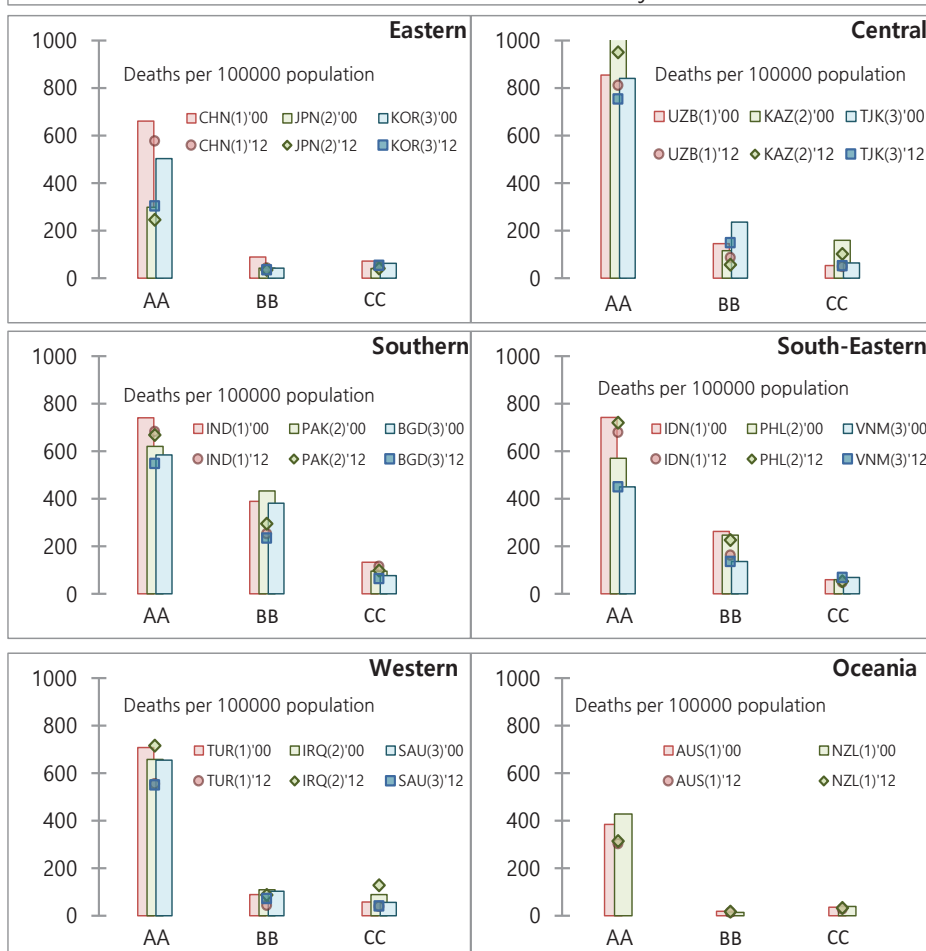 Eastern
1000
800
600
400
200
0
Deaths per 100000 population
CHN(1)'00 JPN(2)'00 KOR(3)'00
CHN(1)'12 JPN(2)'12 KOR(3)'12
AA BB CC
Central
1000
800
600
400
200
0
Deaths per 100000 population
UZB(1)'00 KAZ(2)'00 TJK(3)'00
UZB(1)'12 KAZ(2)'12 TJK(3)'12
AA BB CC
Southern
1000
800
600
400
200
0
Deaths per 100000 population
IND(1)'00 PAK(2)'00 BGD(3)'00
IND(1)'12 PAK(2)'12 BGD(3)'12
AA BB CC
South-Eastern
1000
800
600
400
200
0
Deaths per 100000 population
IDN(1)'00 PHL(2)'00 VNM(3)'00
IDN(1)'12 PHL(2)'12 VNM(3)'12
AA BB CC
Western
1000
800
600
400
200
0
Deaths per 100000 population
TUR(1)'00 IRQ(2)'00 SAU(3)'00
TUR(1)'12 IRQ(2)'12 SAU(3)'12
AA BB CC
Oceania
1000
800
600
400
200
0
Deaths per 100000 population
AUS(1)'00 NZL(1)'00
AUS(1)'12 NZL(1)'12
AA BB CC